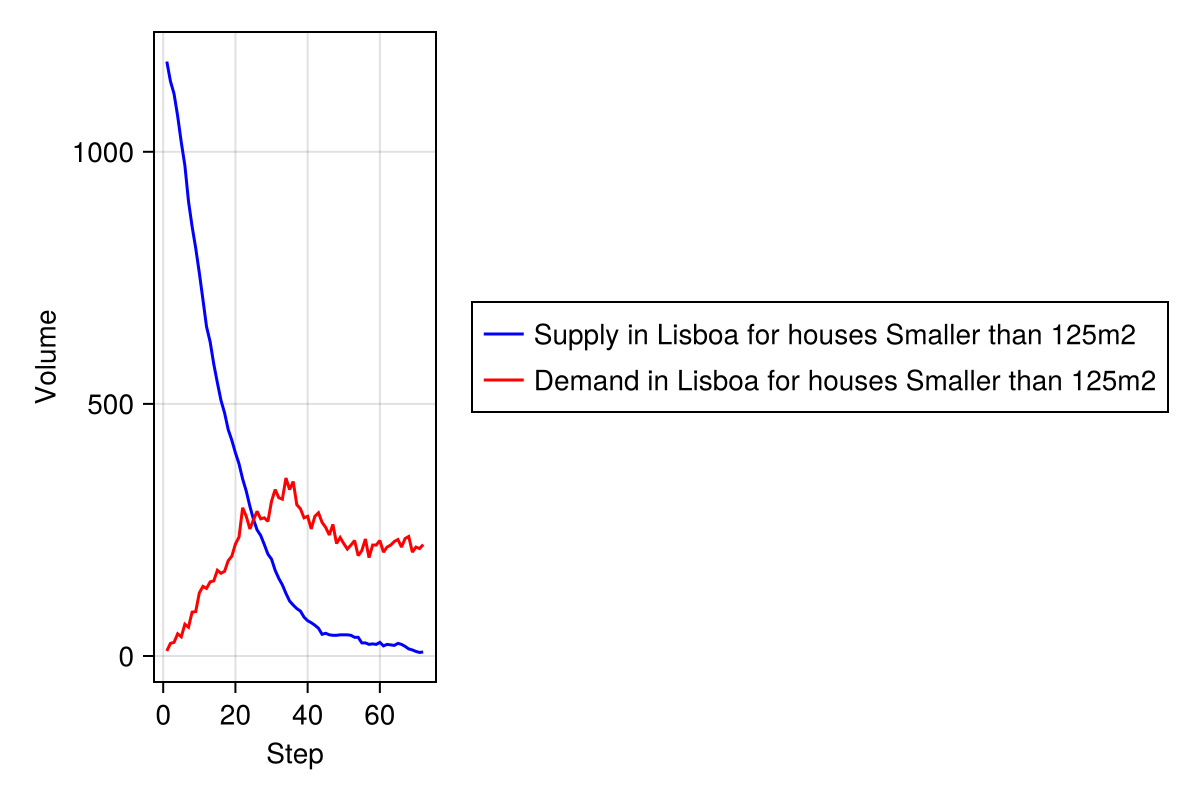 Volume
1000
500
0
0 20 40 60
Step
Supply in Lisboa for houses Smaller than 125m2
Demand in Lisboa for houses Smaller than 125m2